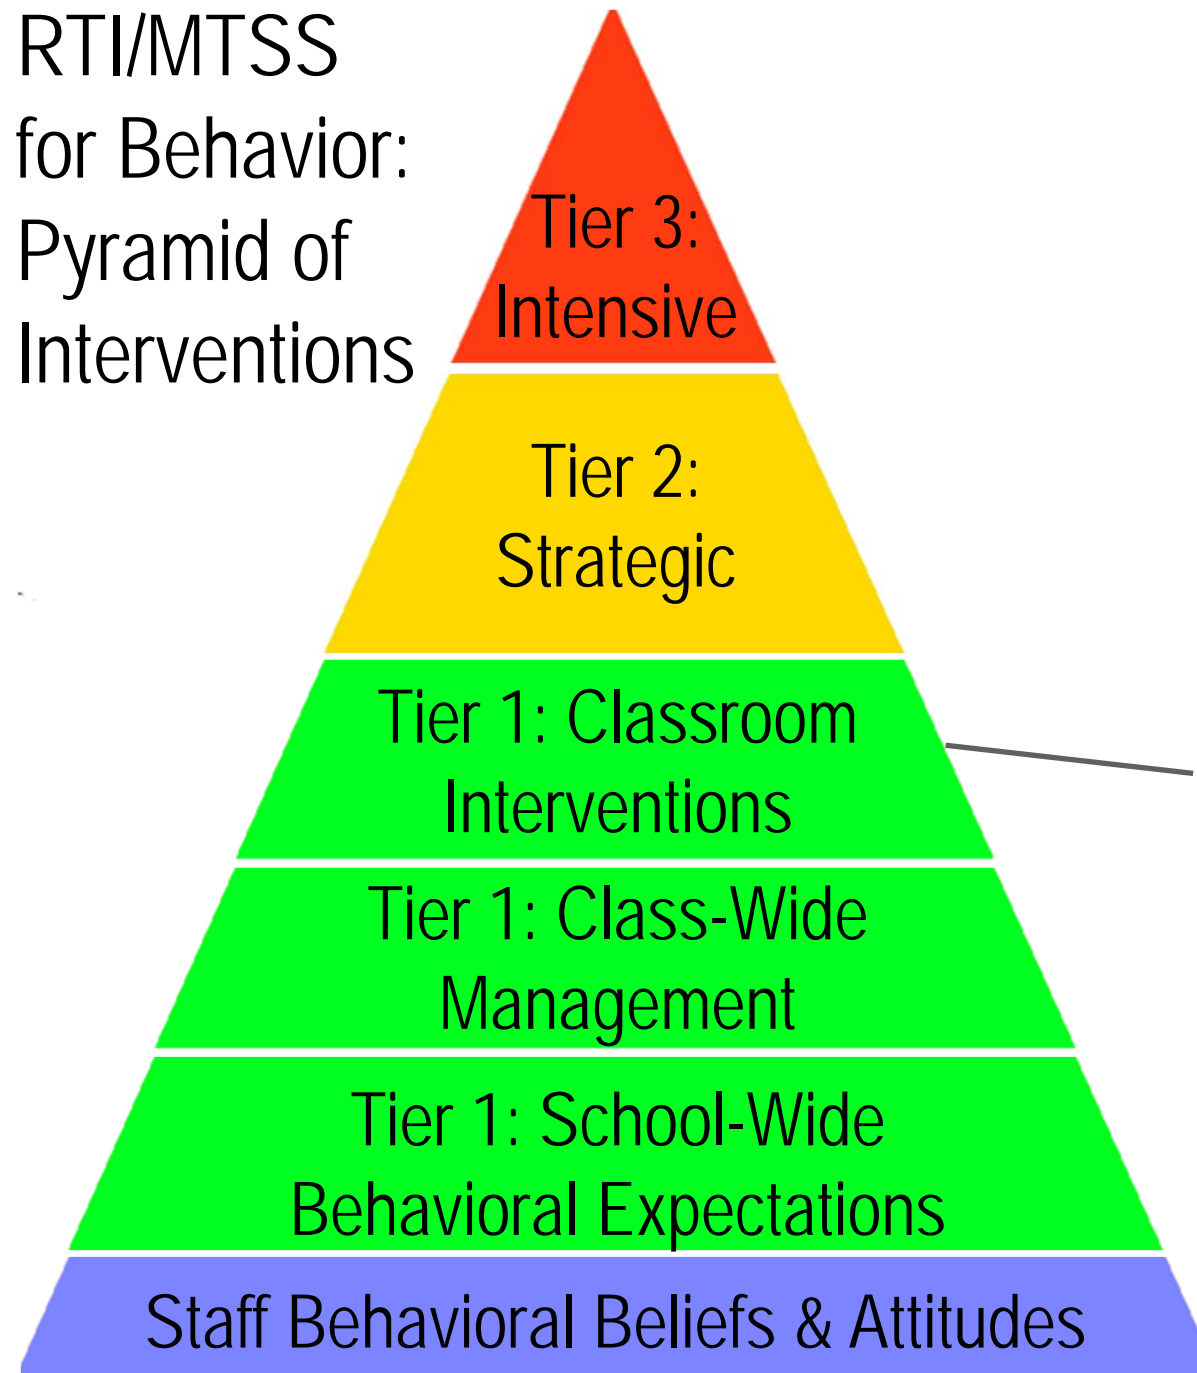 RTI/MTSS
for Behavior:
Pyramid of
Interventions
Tier 3:
Intensive
Tier 2:
Strategic
Tier 1: Classroom
Interventions
Tier 1: Class-Wide
Management
Tier 1: School-Wide
Behavioral Expectations
Staff Behavioral Beliefs & Attitudes